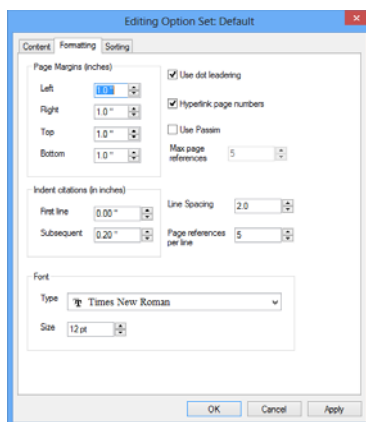 Editing Option Set: Default
Content Formatting Sorting
Page Margins (inches)
Left 1.0 "
Right 1.0 "
Top 1.0 "
Bottom 1.0 "
Use dot leadering
Hyperlink page numbers
Use Passim
Max page references 5
Indent citations (in inches)
First line 0.00 "
Subsequent 0.20 "
Line Spacing 2.0
Page references per line 5
Font
Type Times New Roman
Size 12 pt
OK Cancel Apply